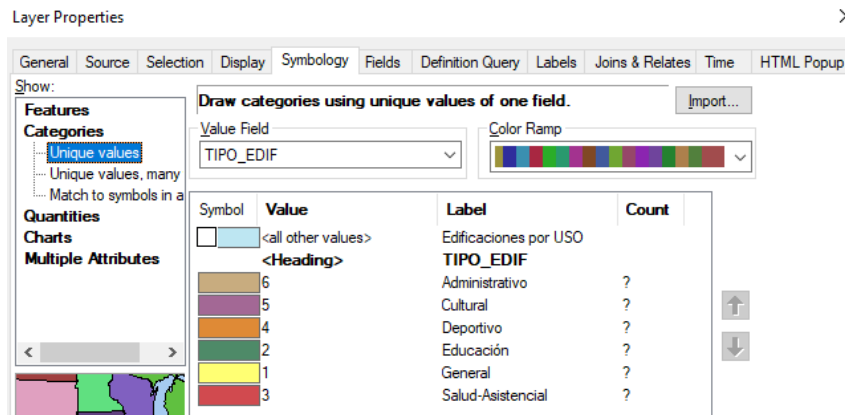 Layer Properties
General Source Selection Display Symbology Fields Definition Query Labels Joins & Relates Time HTML Popup
Show:
Features
Categories
Unique values
Unique values, many
Match to symbols in a
Quantities
Charts
Multiple Attributes
Draw categories using unique values of one field.
Import...
Value Field
TIPO_EDIF
Color Ramp
Symbol Value Label Count
<all other values> Edificaciones por USO
<Heading> TIPO_EDIF
6 Administrativo ?
5 Cultural ?
4 Deportivo ?
2 Educación ?
1 General ?
3 Salud-Asistencial ?